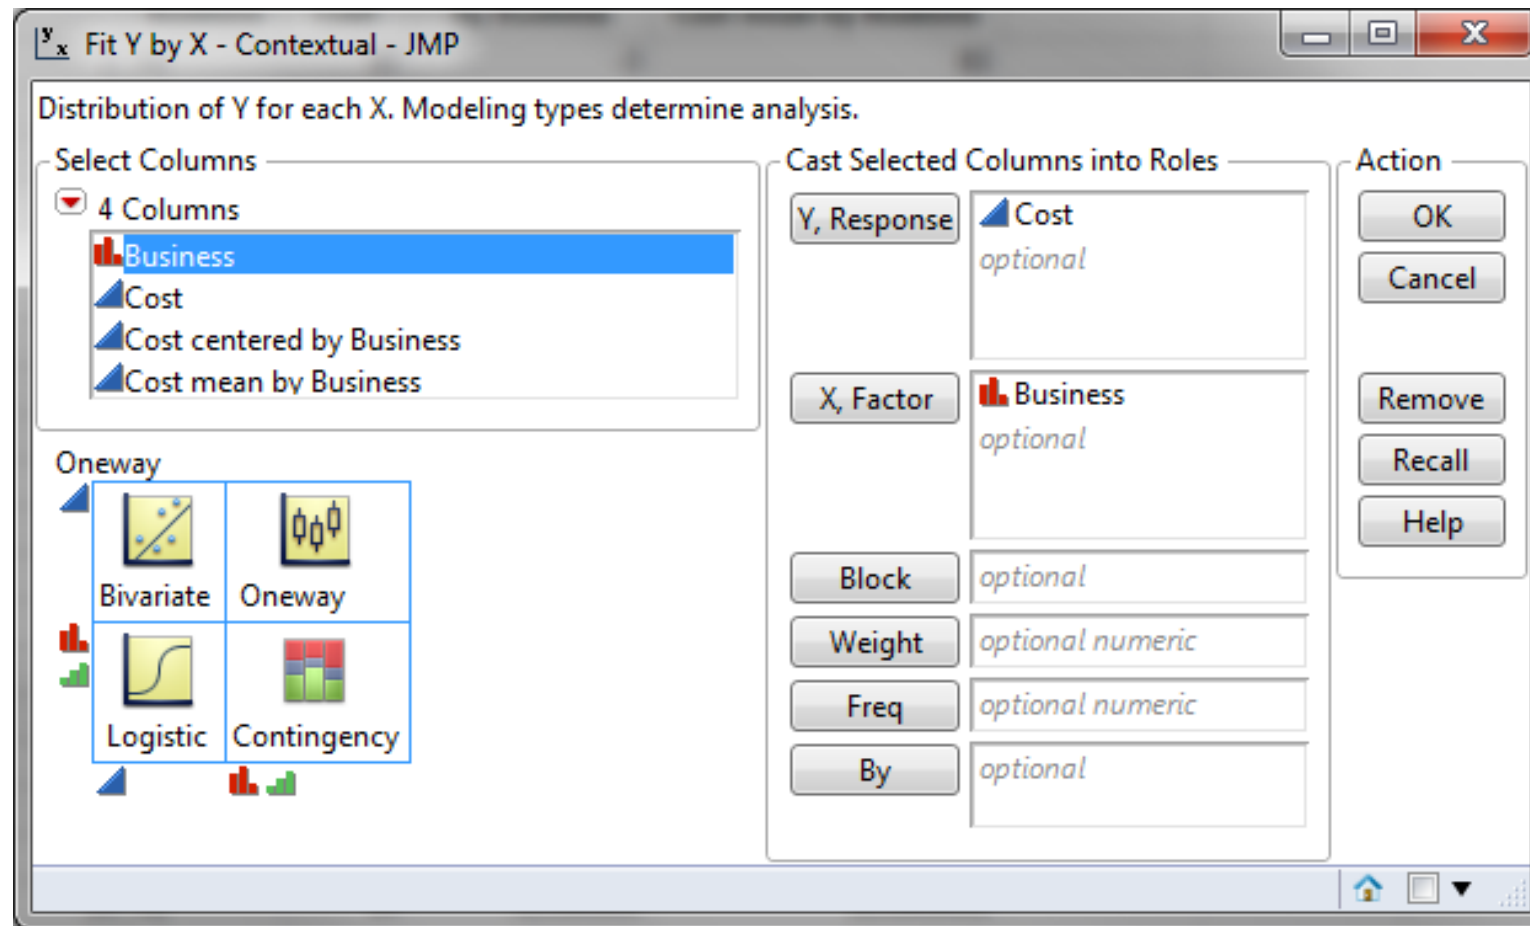 Fit Y by X - Contextual - JMP
Distribution of Y for each X. Modeling types determine analysis.
Select Columns
4 Columns
Business
Cost
Cost centered by Business
Cost mean by Business
Oneway
Bivariate
Oneway
Logistic
Contingency
Cast Selected Columns into Roles
Y, Response
Cost
optional
X, Factor
Business
optional
Block
optional
Weight
optional numeric
Freq
optional numeric
By
optional
Action
OK
Cancel
Remove
Recall
Help